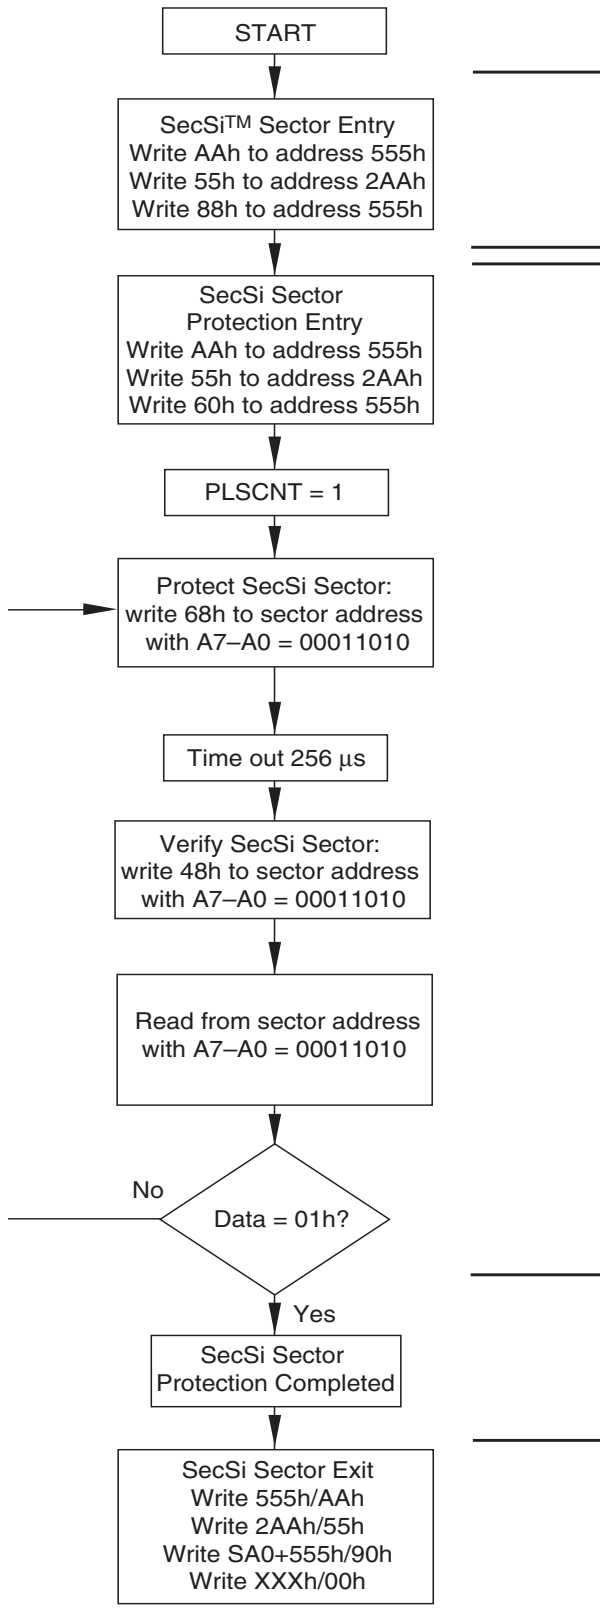 START
SecSi™ Sector Entry
Write AAh to address 555h
Write 55h to address 2AAh
Write 88h to address 555h
SecSi Sector
Protection Entry
Write AAh to address 555h
Write 55h to address 2AAh
Write 60h to address 555h
PLSCNT = 1
Protect SecSi Sector:
write 68h to sector address
with A7–A0 = 00011010
Time out 256 μs
Verify SecSi Sector:
write 48h to sector address
with A7–A0 = 00011010
Read from sector address
with A7–A0 = 00011010
No
Data = 01h?
Yes
SecSi Sector
Protection Completed
SecSi Sector Exit
Write 555h/AAh
Write 2AAh/55h
Write SA0+555h/90h
Write XXXh/00h